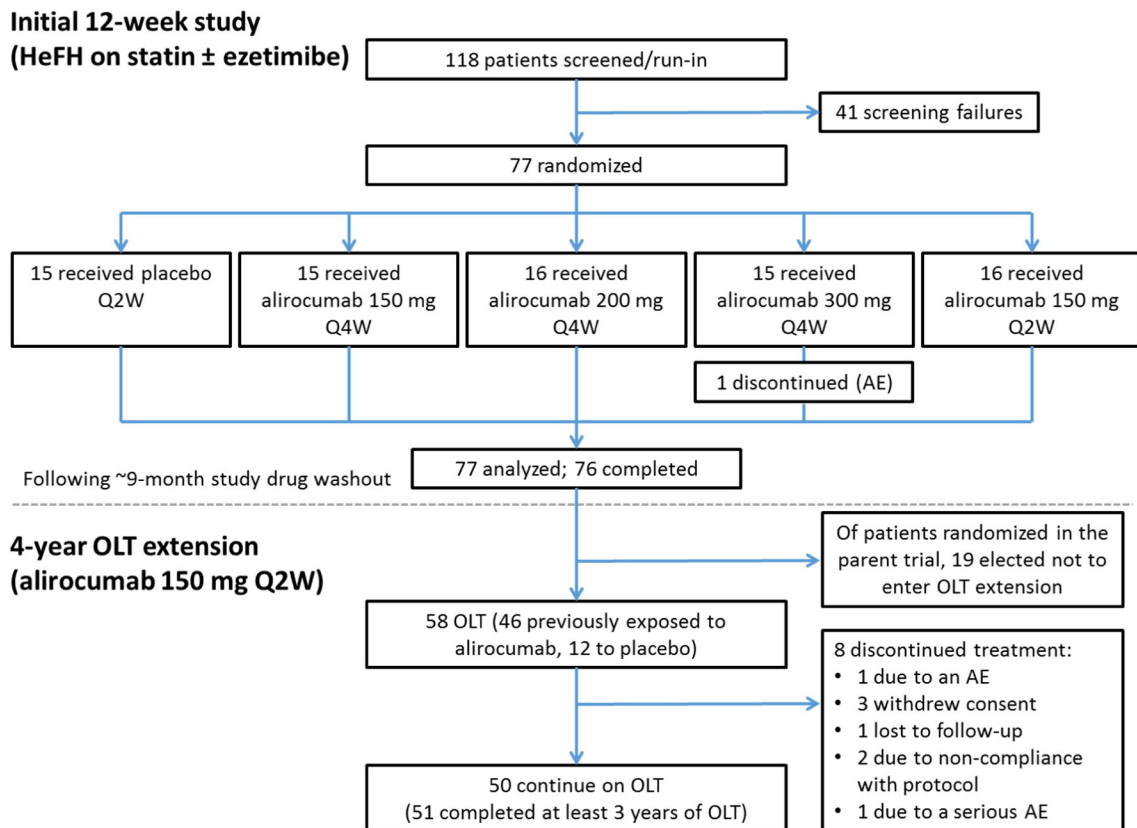 Initial 12-week study
(HeFH on statin ± ezetimibe)
118 patients screened/run-in
41 screening failures
77 randomized
15 received placebo
Q2W
15 received
alirocumab 150 mg
Q4W
16 received
alirocumab 200 mg
Q4W
15 received
alirocumab 300 mg
Q4W
16 received
alirocumab 150 mg
Q2W
1 discontinued (AE)
77 analyzed; 76 completed
Following ~9-month study drug washout
4-year OLT extension
(alirocumab 150 mg Q2W)
Of patients randomized in the
parent trial, 19 elected not to
enter OLT extension
58 OLT (46 previously exposed to
alirocumab, 12 to placebo)
8 discontinued treatment:
• 1 due to an AE
• 3 withdrew consent
• 1 lost to follow-up
• 2 due to non-compliance
with protocol
• 1 due to a serious AE
50 continue on OLT
(51 completed at least 3 years of OLT)